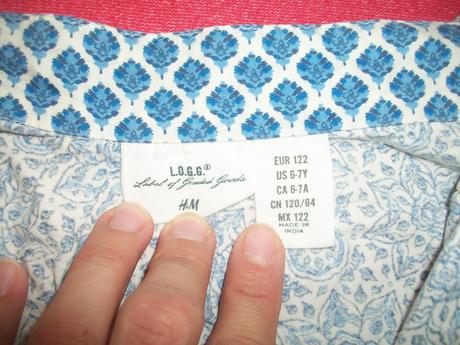 L.O.G.G.®
Label of Graded Goods
H&M
EUR 122
US 6-7Y
CA 6-7A
CN 120/64
MX 122
MADE IN
INDIA